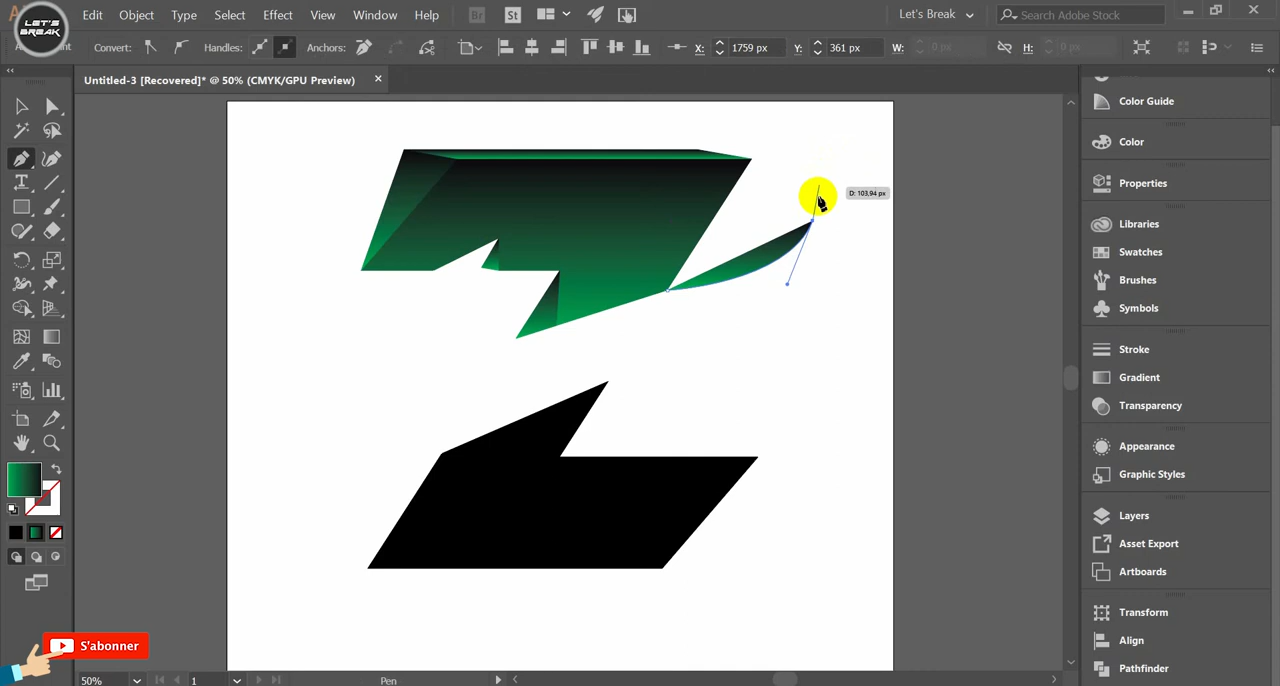 LET'S
BREAK
Edit Object Type Select Effect View Window Help
Br St
Let's Break
Search Adobe Stock
Convert: Handles: Anchors: X: 1759 px Y: 361 px W: 0 px H: 0 px
Untitled-3 [Recovered]* @ 50% (CMYK/GPU Preview)
D: 103.94 px
Color Guide
Color
Properties
Libraries
Swatches
Brushes
Symbols
Stroke
Gradient
Transparency
Appearance
Graphic Styles
Layers
Asset Export
Artboards
Transform
Align
Pathfinder
S'abonner
50% 1 Pen